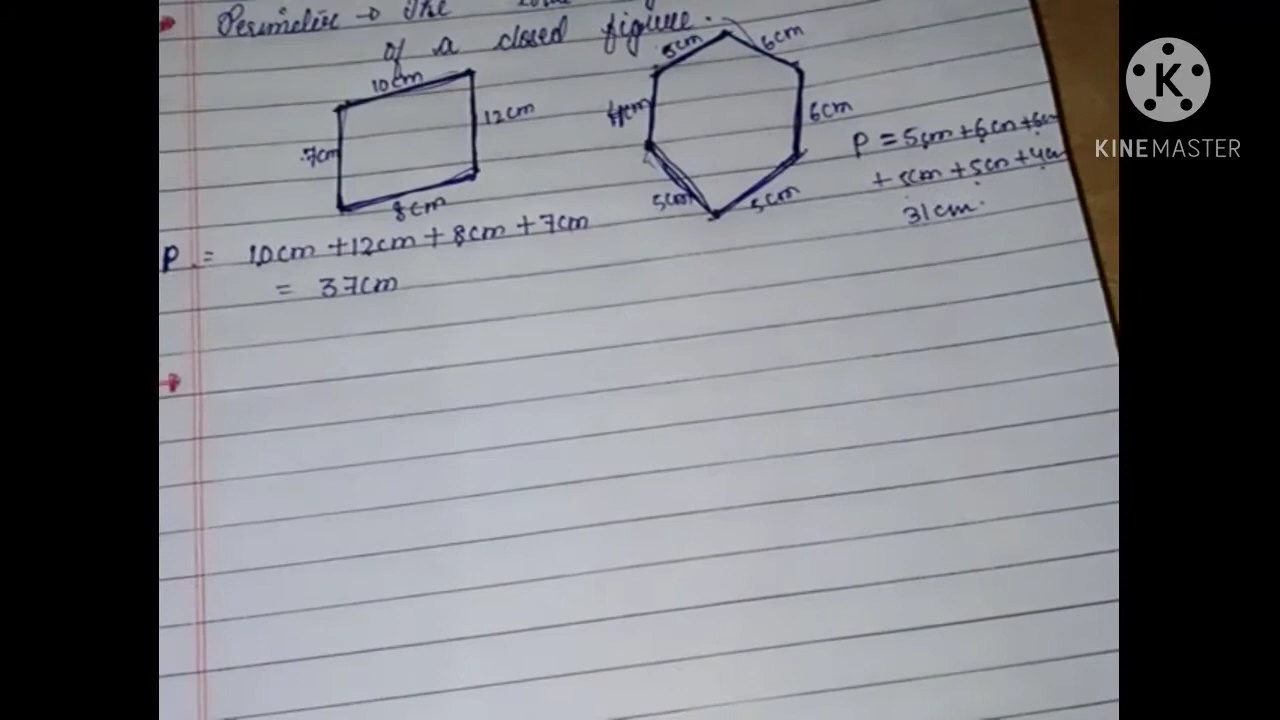 Perimeter → The
of a closed figure.
10cm
12cm
7cm
8cm
5cm
6cm
4cm
6cm
5cm
5cm
P = 10cm + 12cm + 8cm + 7cm
= 37cm
P = 5cm + 6cm + 6cm
+ 5cm + 5cm + 4cm
31cm.
K
KINEMASTER